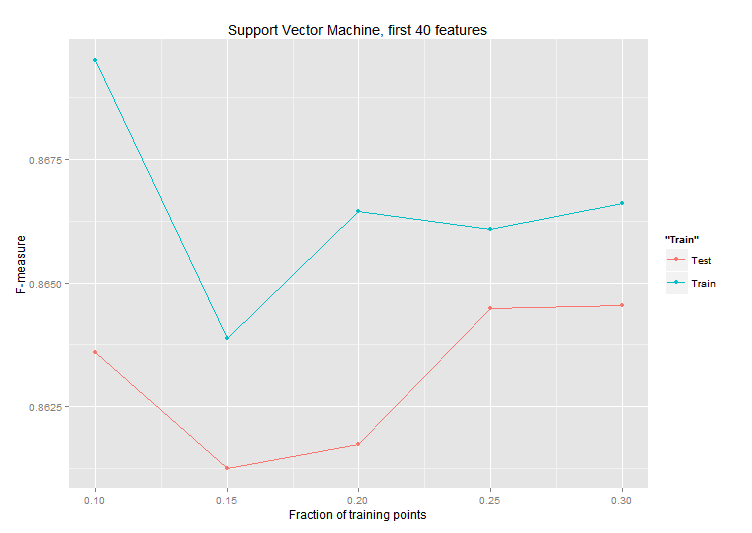 Support Vector Machine, first 40 features
F-measure
0.8675
0.8650
0.8625
0.10 0.15 0.20 0.25 0.30
Fraction of training points
"Train"
Test
Train